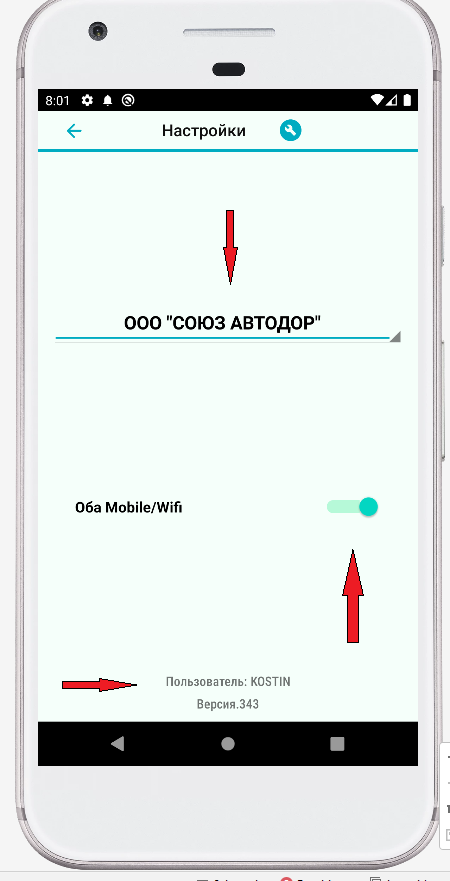 8:01
Настройки
ООО "СОЮЗ АВТОДОР"
Оба Mobile/Wifi
Пользователь: KOSTIN
Версия.343